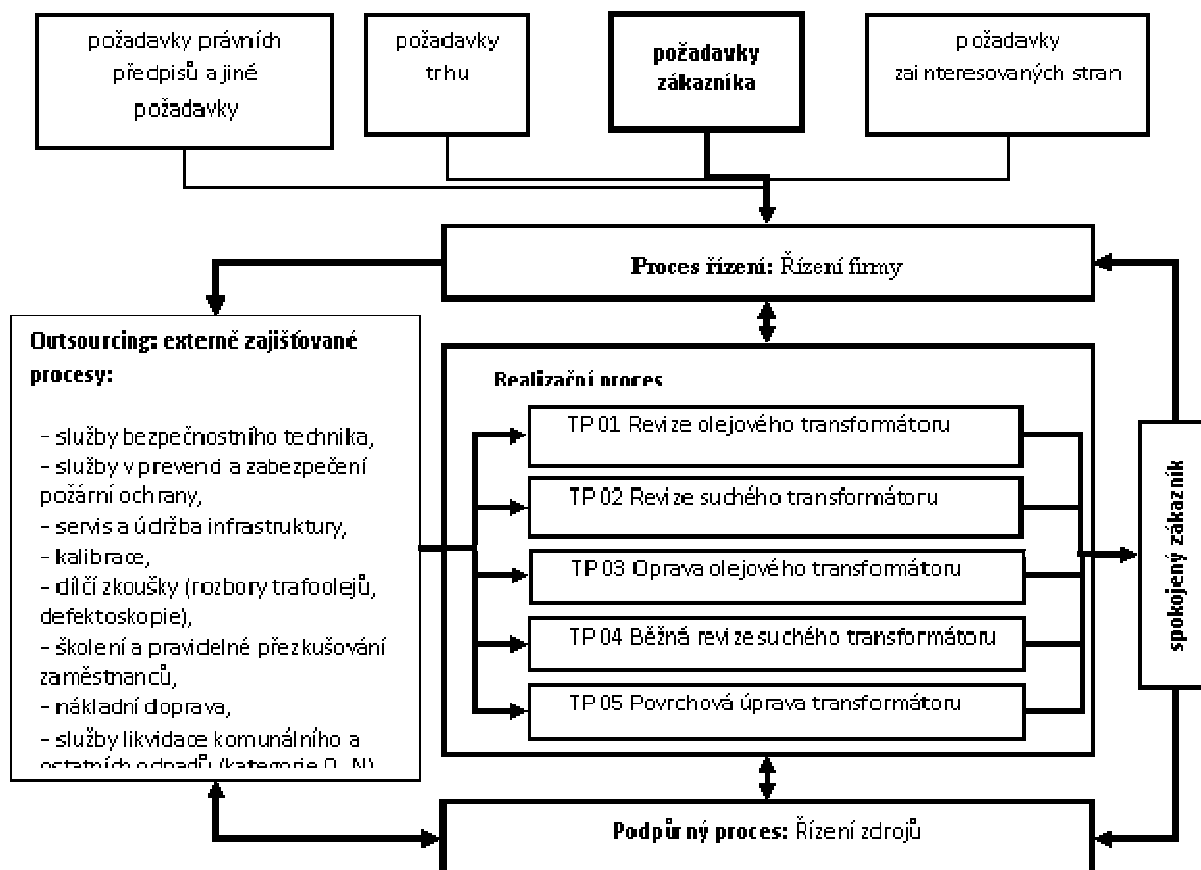 požadavky právních
předpisů a jiné
požadavky
požadavky
trhu
požadavky
zákazníka
požadavky
zainteresovaných stran
Proces řízení: Řízení firmy
Outsourcing: externě zajišťované
procesy:
– služby bezpečnostního technika,
– služby v prevenci a zabezpečení
požární ochrany,
– servis a údržba infrastruktury,
– kalibrace,
– dílčí zkoušky (rozbory trafoolejů,
defektoskopie),
– školení a pravidelné přezkušování
zaměstnanců,
– nákladní doprava,
– služby likvidace komunálního a
ostatních odpadů (kategorie O, N)
Realizační proces
TP 01 Revize olejového transformátoru
TP 02 Revize suchého transformátoru
TP 03 Oprava olejového transformátoru
TP 04 Běžná revize suchého transformátoru
TP 05 Povrchová úprava transformátoru
spokojený zákazník
Podpůrný proces: Řízení zdrojů